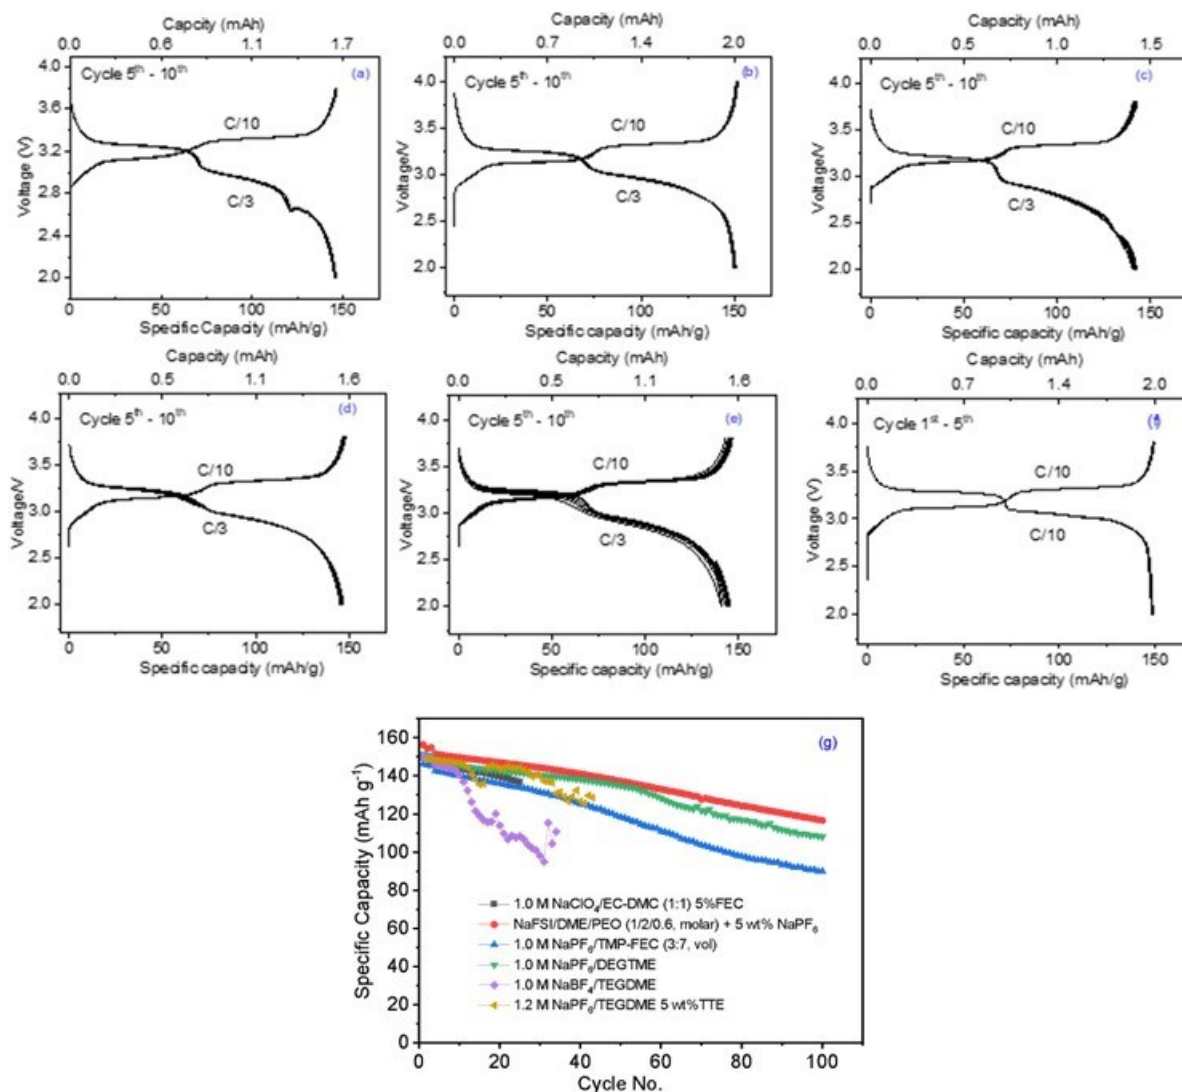 Capcity (mAh)
0.0 0.6 1.1 1.7
4.0
3.6
3.2
2.8
2.4
2.0
Voltage (V)
Cycle 5th - 10th
(a)
C/10
C/3
0 50 100 150
Specific Capacity (mAh/g)
Capacity (mAh)
0.0 0.7 1.4 2.0
4.0
3.5
3.0
2.5
2.0
Voltage/V
Cycle 5th - 10th
(b)
C/10
C/3
0 50 100 150
Specific capacity (mAh/g)
Capacity (mAh)
0.0 0.5 1.0 1.5
4.0
3.5
3.0
2.5
2.0
Voltage/V
Cycle 5th - 10th
(c)
C/10
C/3
0 50 100 150
Specific capacity (mAh/g)
Capacity (mAh)
0.0 0.5 1.1 1.6
4.0
3.5
3.0
2.5
2.0
Voltage/V
Cycle 5th - 10th
(d)
C/10
C/3
0 50 100 150
Specific capacity (mAh/g)
Capacity (mAh)
0.0 0.5 1.1 1.6
4.0
3.5
3.0
2.5
2.0
Voltage/V
Cycle 5th - 10th
(e)
C/10
C/3
0 50 100 150
Specific capacity (mAh/g)
Capacity (mAh)
0.0 0.7 1.4 2.0
4.0
3.5
3.0
2.5
2.0
Voltage (V)
Cycle 1st - 5th
(f)
C/10
C/10
0 50 100 150
Specific capacity (mAh/g)
160
140
120
100
80
60
40
20
0
Specific Capacity (mAh g-1)
(g)
1.0 M NaClO4/EC-DMC (1:1) 5%FEC
NaFSI/DME/PEO (1/2/0.6, molar) + 5 wt% NaPF6
1.0 M NaPF6/TMP-FEC (3:7, vol)
1.0 M NaPF6/DEGTME
1.0 M NaBF4/TEGDME
1.2 M NaPF6/TEGDME 5 wt%TTE
0 20 40 60 80 100
Cycle No.